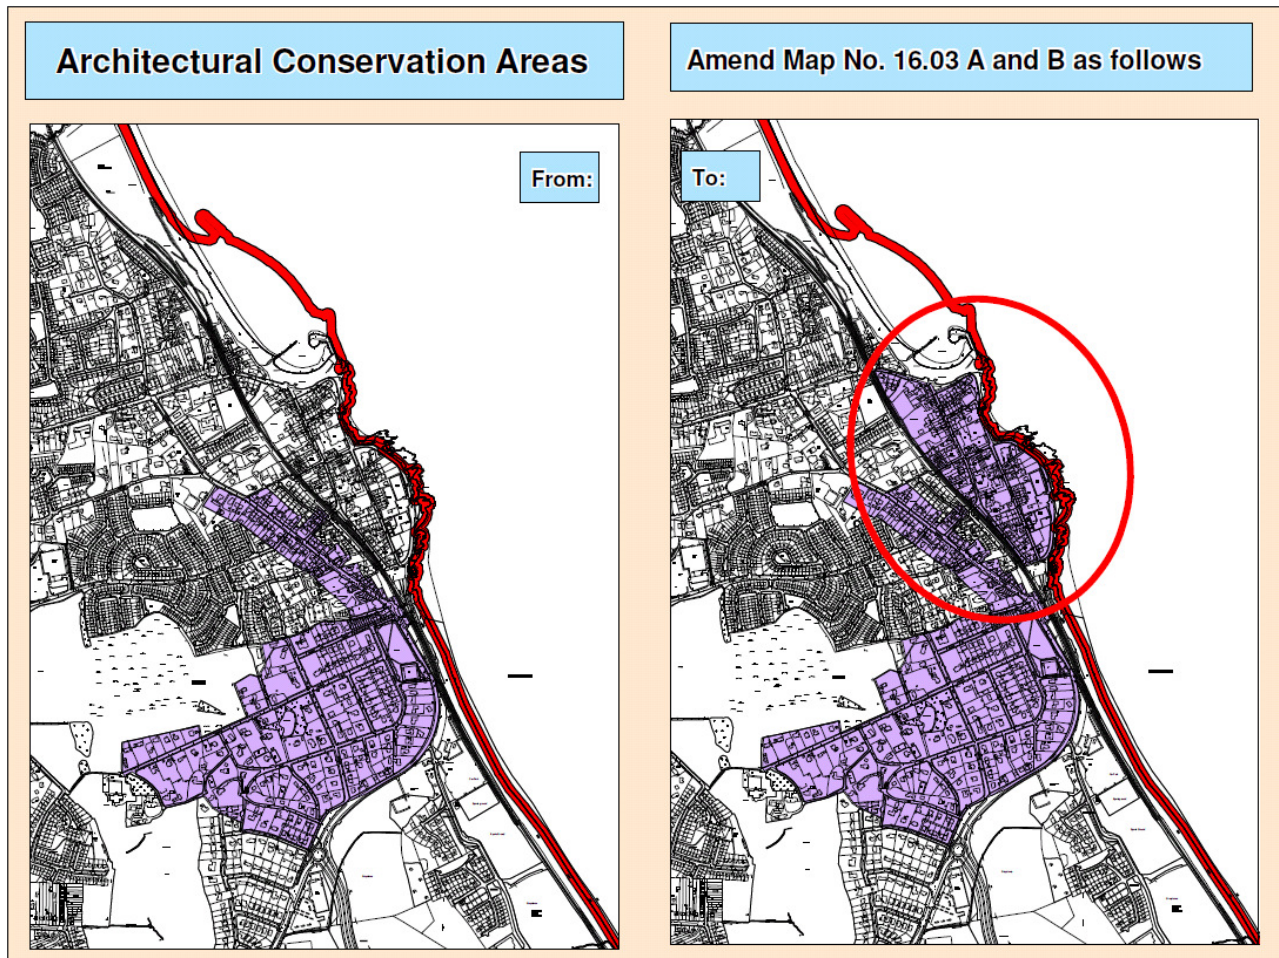 Architectural Conservation Areas
Amend Map No. 16.03 A and B as follows
From:
To: